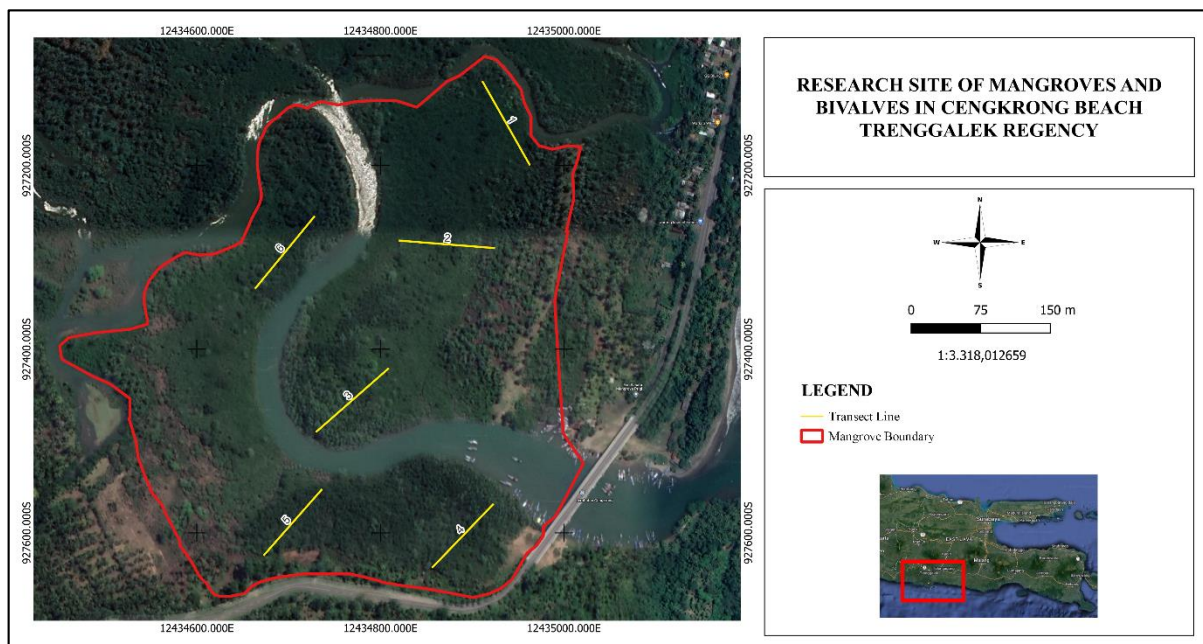 12434600.000E
12434800.000E
12435000.000E
927200.000S
927400.000S
927600.000S
1
2
3
4
5
6
927200.000S
927400.000S
927600.000S
12434600.000E
12434800.000E
12435000.000E
RESEARCH SITE OF MANGROVES AND
BIVALVES IN CENGKRONG BEACH
TRENGGALEK REGENCY
N
W
E
S
0
75
150 m
1:3.318,012659
LEGEND
Transect Line
Mangrove Boundary
Surabaya
Malang